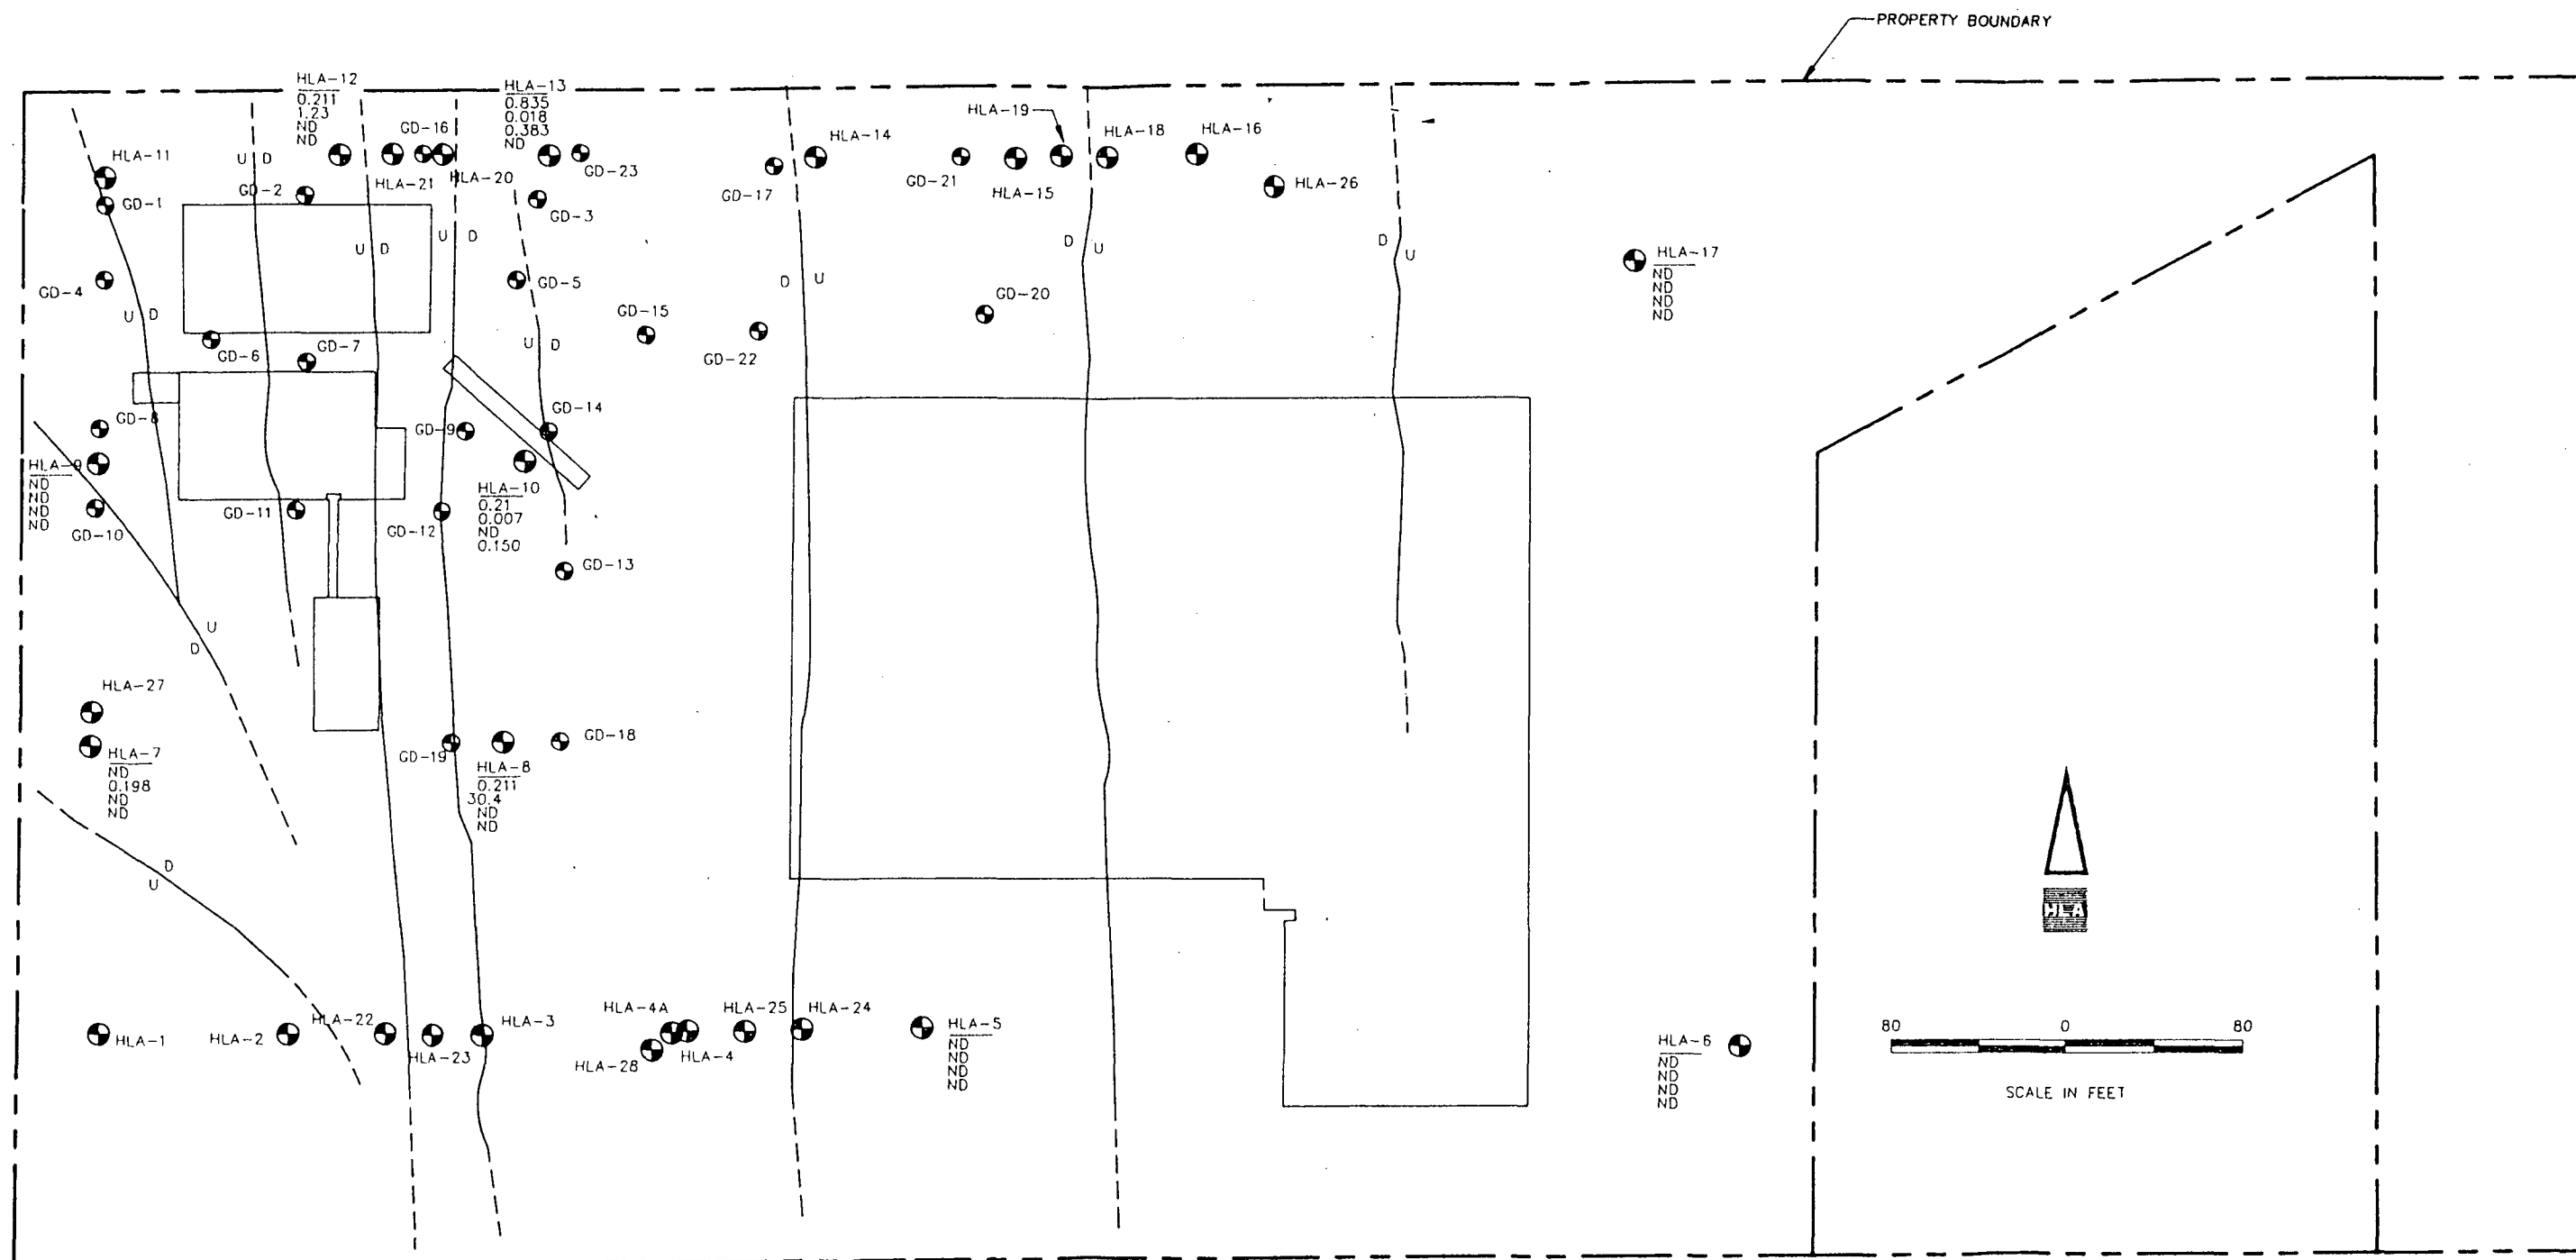 PROPERTY BOUNDARY
HLA-12
0.211
1.23
ND
ND
HLA-13
0.835
0.018
0.383
ND
GD-16
HLA-11
U D
GD-2
HLA-21
HLA-20
GD-23
GD-1
GD-3
HLA-14
GD-17
HLA-19
HLA-18
HLA-16
GD-21
HLA-15
HLA-26
U D
U D
D U
D U
HLA-17
ND
ND
ND
ND
GD-4
GD-5
D U
U D
GD-15
GD-20
GD-6
GD-7
U D
GD-22
GD-8
GD-9
GD-14
HLA-9
ND
ND
ND
ND
GD-10
GD-11
GD-12
HLA-10
0.21
0.007
ND
0.150
GD-13
U
D
HLA-27
HLA-7
ND
0.198
ND
ND
GD-19
GD-18
HLA-8
0.211
30.4
ND
ND
D
U
HLA
HLA-1
HLA-2
HLA-22
HLA-23
HLA-3
HLA-4A
HLA-25
HLA-24
HLA-28
HLA-4
HLA-5
ND
ND
ND
ND
HLA-6
ND
ND
ND
ND
80 0 80
SCALE IN FEET